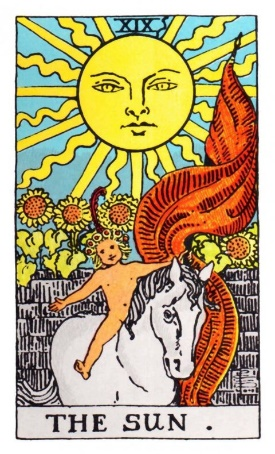 XIX
THE SUN .